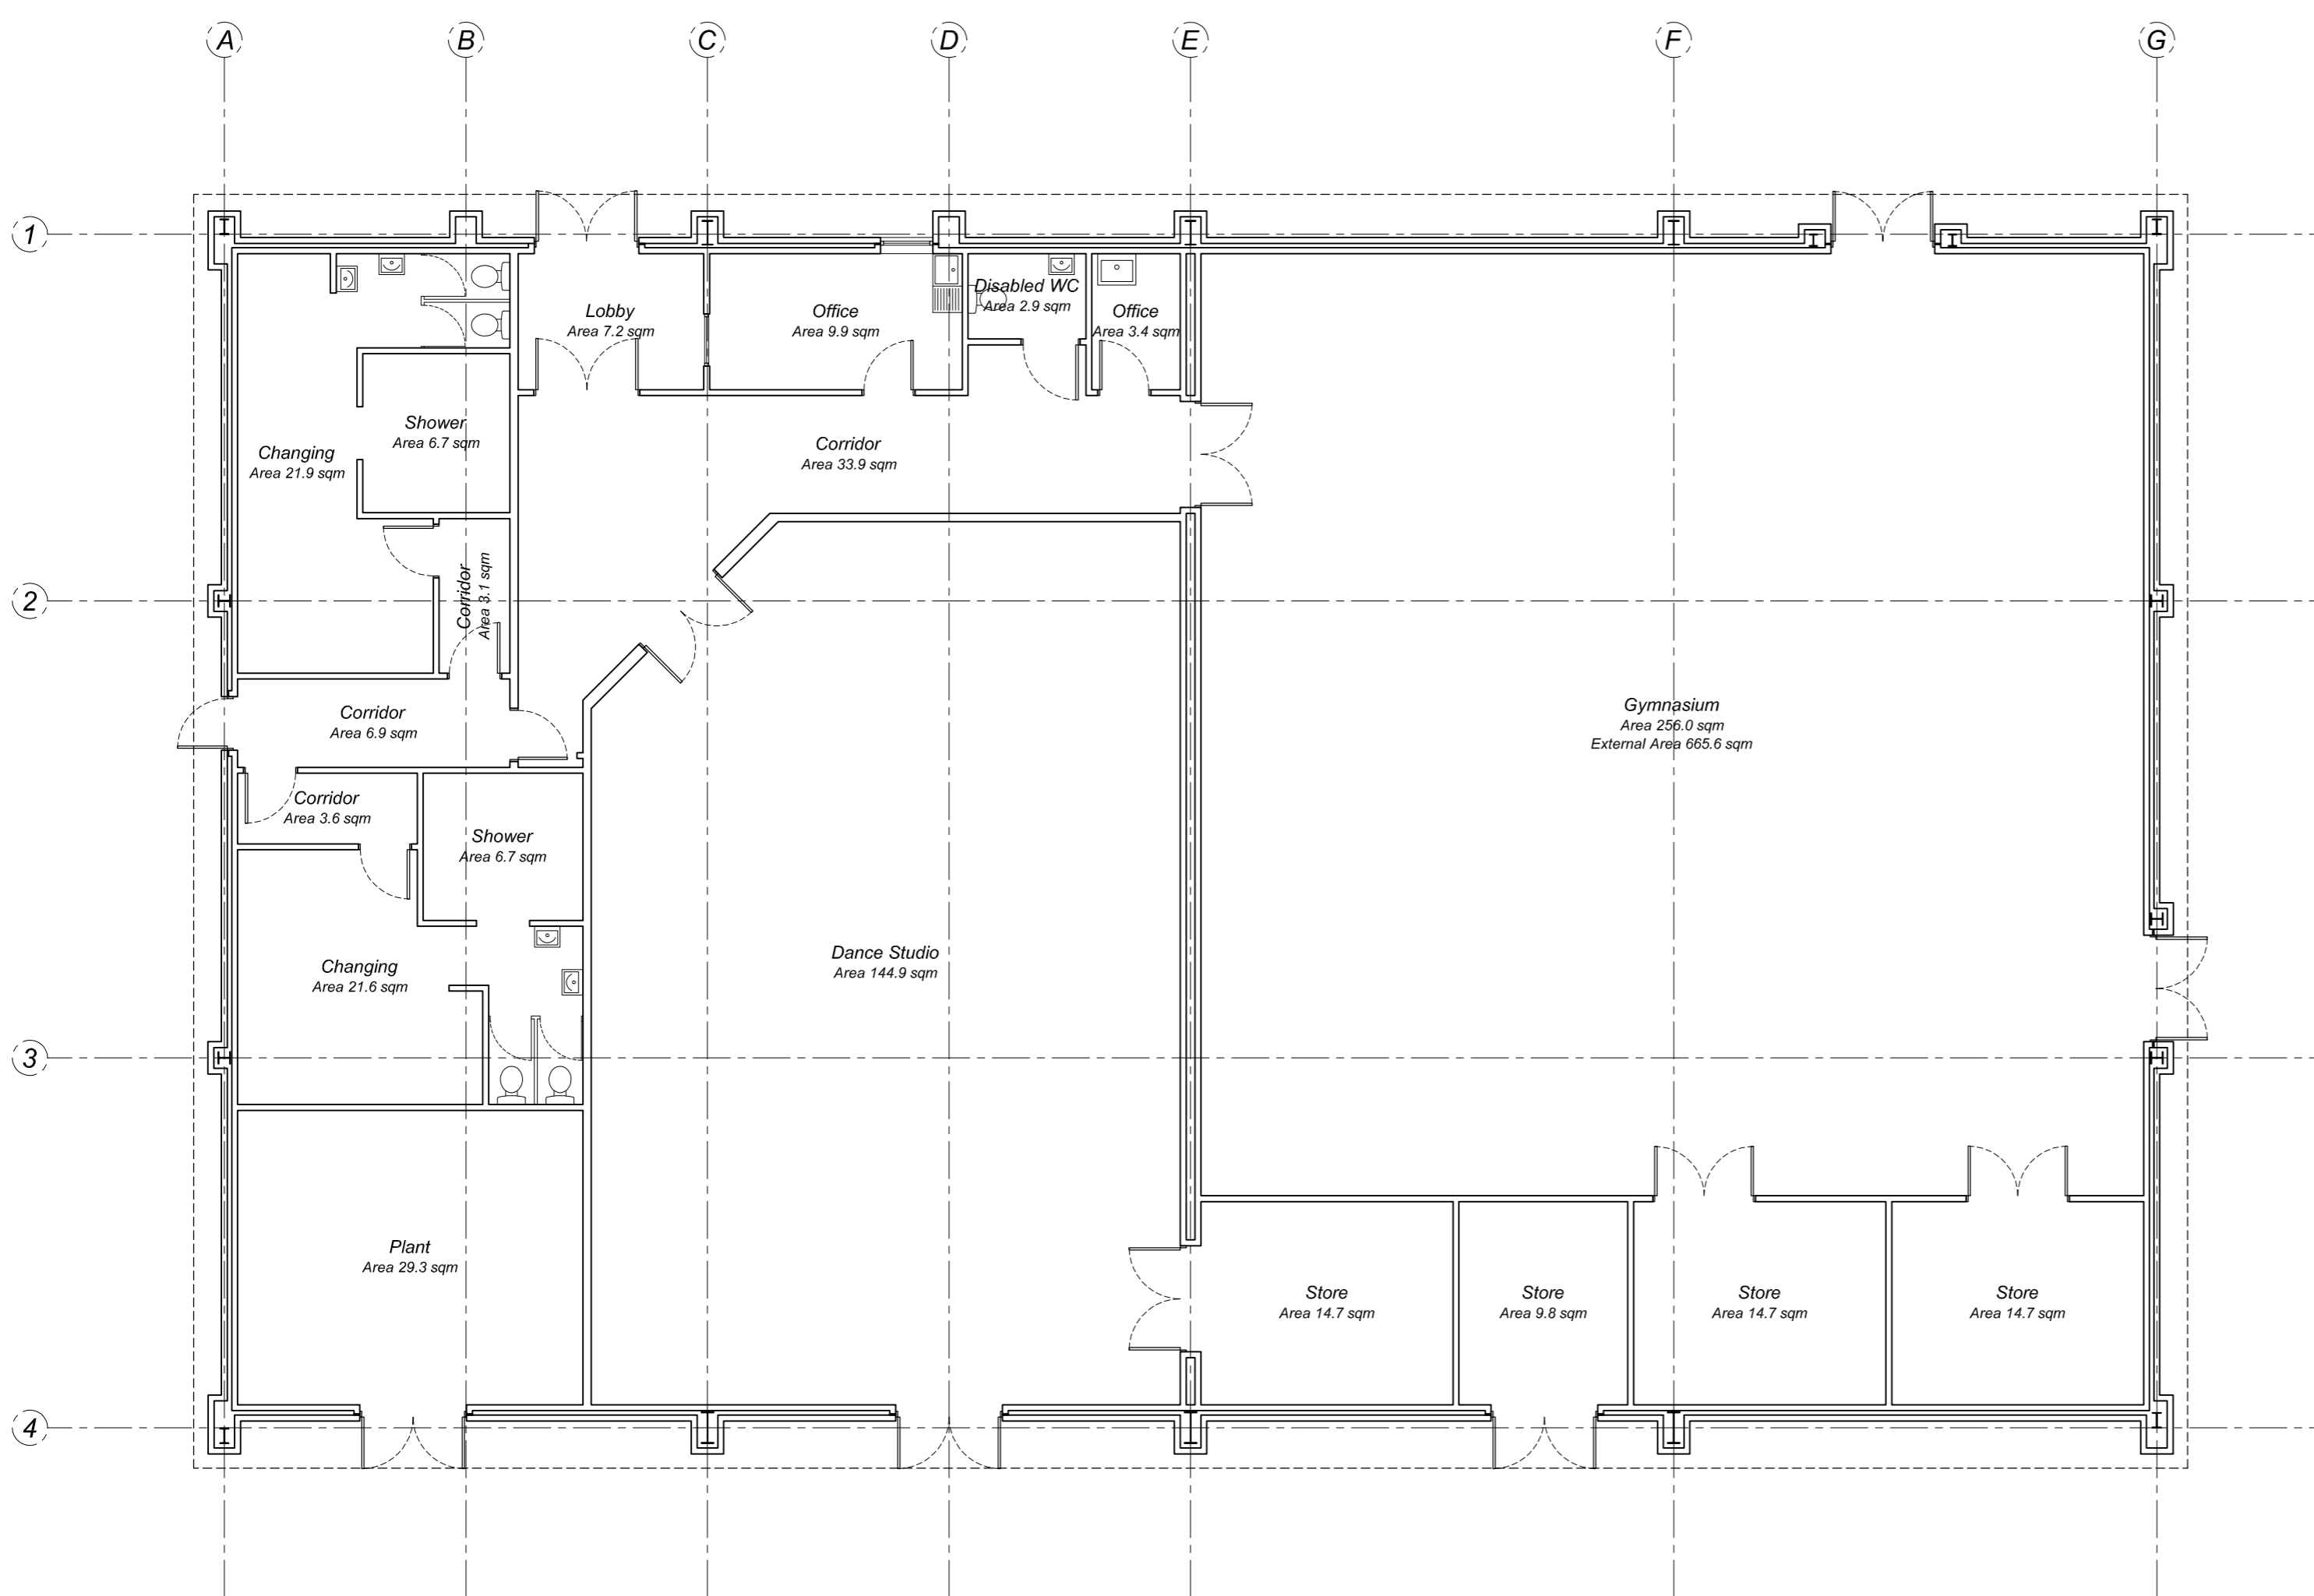 A
B
C
D
E
F
G
1
Lobby
Area 7.2 sqm
Office
Area 9.9 sqm
Disabled WC
Area 2.9 sqm
Office
Area 3.4 sqm
Shower
Area 6.7 sqm
Changing
Area 21.9 sqm
Corridor
Area 33.9 sqm
2
Corridor
Area 3.1 sqm
Corridor
Area 6.9 sqm
Gymnasium
Area 256.0 sqm
External Area 665.6 sqm
Corridor
Area 3.6 sqm
Shower
Area 6.7 sqm
Changing
Area 21.6 sqm
Dance Studio
Area 144.9 sqm
3
Plant
Area 29.3 sqm
Store
Area 14.7 sqm
Store
Area 9.8 sqm
Store
Area 14.7 sqm
Store
Area 14.7 sqm
4